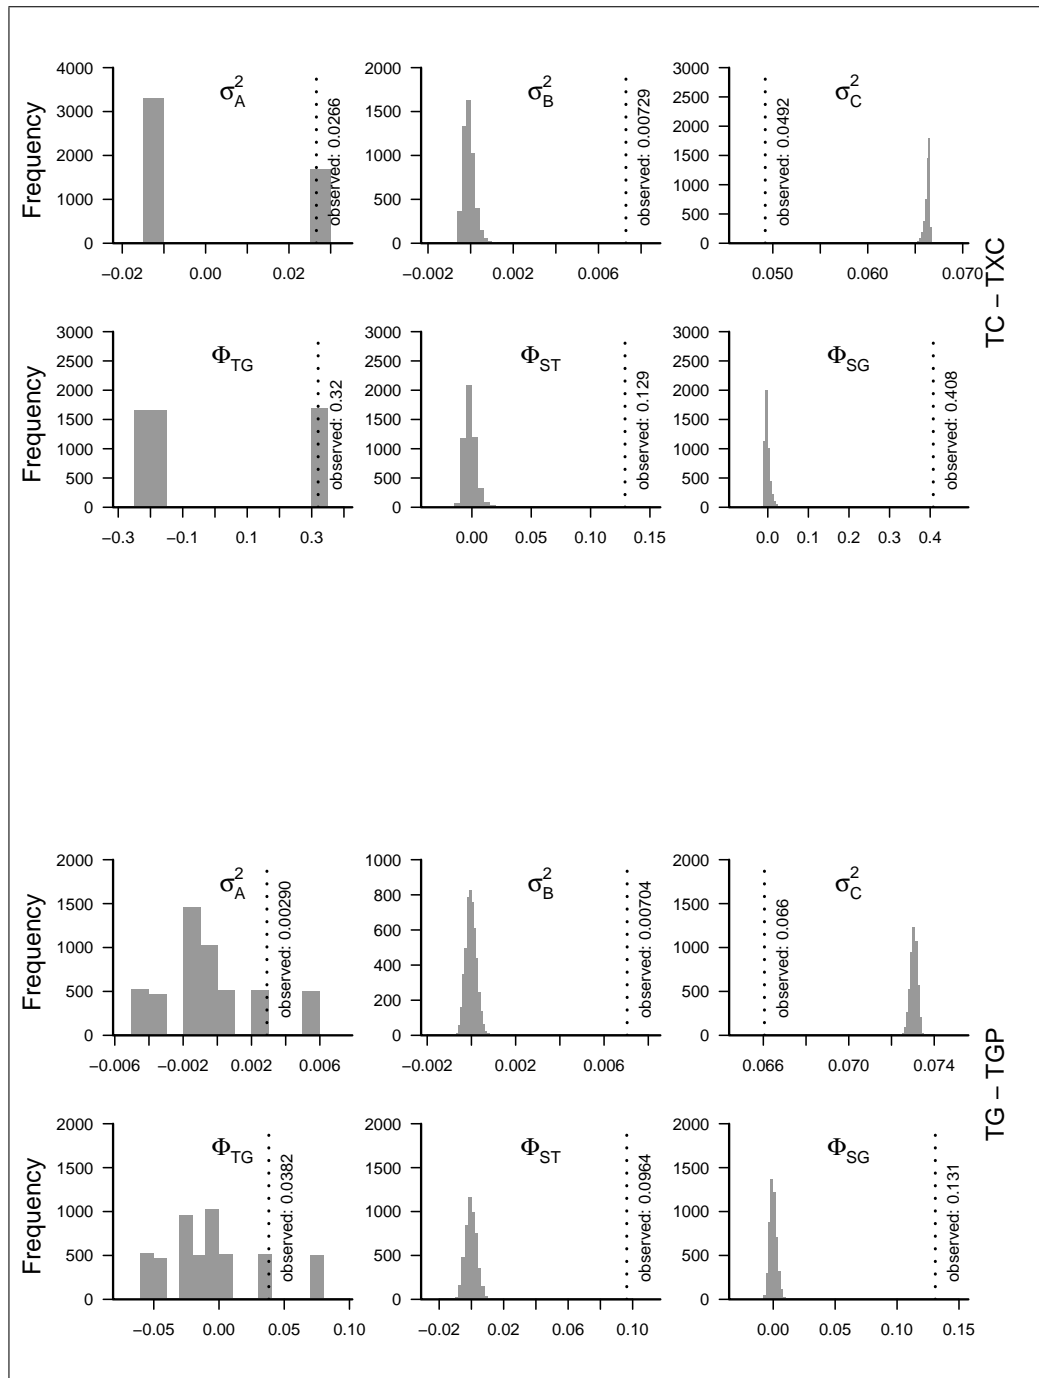 σ²A
observed: 0.0266
Frequency
0 1000 2000 3000 4000
−0.02 0.00 0.02
σ²B
observed: 0.00729
0 500 1000 1500 2000
−0.002 0.002 0.006
σ²C
observed: 0.0492
0 500 1000 1500 2000 2500 3000
0.050 0.060 0.070
ΦTG
observed: 0.32
Frequency
0 500 1000 1500 2000 2500 3000
−0.3 −0.1 0.1 0.3
ΦST
observed: 0.129
0 500 1000 1500 2000 2500 3000
0.00 0.05 0.10 0.15
ΦSG
observed: 0.408
0 500 1000 1500 2000 2500 3000
0.0 0.1 0.2 0.3 0.4
TC − TXC
σ²A
observed: 0.00290
Frequency
0 500 1000 1500 2000
−0.006 −0.002 0.002 0.006
σ²B
observed: 0.00704
0 200 400 600 800 1000
−0.002 0.002 0.006
σ²C
observed: 0.066
0 500 1000 1500 2000
0.066 0.070 0.074
ΦTG
observed: 0.0382
Frequency
0 500 1000 1500 2000
−0.05 0.00 0.05 0.10
ΦST
observed: 0.0964
0 500 1000 1500 2000
−0.02 0.02 0.06 0.10
ΦSG
observed: 0.131
0 500 1000 1500 2000
0.00 0.05 0.10 0.15
TG − TGP